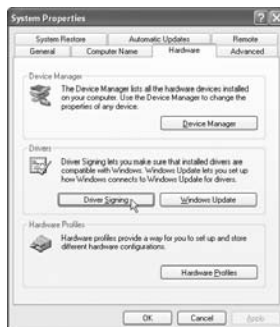 System Properties
System Restore Automatic Updates Remote
General Computer Name Hardware Advanced
Device Manager
The Device Manager lists all the hardware devices installed
on your computer. Use the Device Manager to change the
properties of any device.
Device Manager
Drivers
Driver Signing lets you make sure that installed drivers are
compatible with Windows. Windows Update lets you set up
how Windows connects to Windows Update for drivers.
Driver Signing Windows Update
Hardware Profiles
Hardware profiles provide a way for you to set up and store
different hardware configurations.
Hardware Profiles
OK Cancel Apply